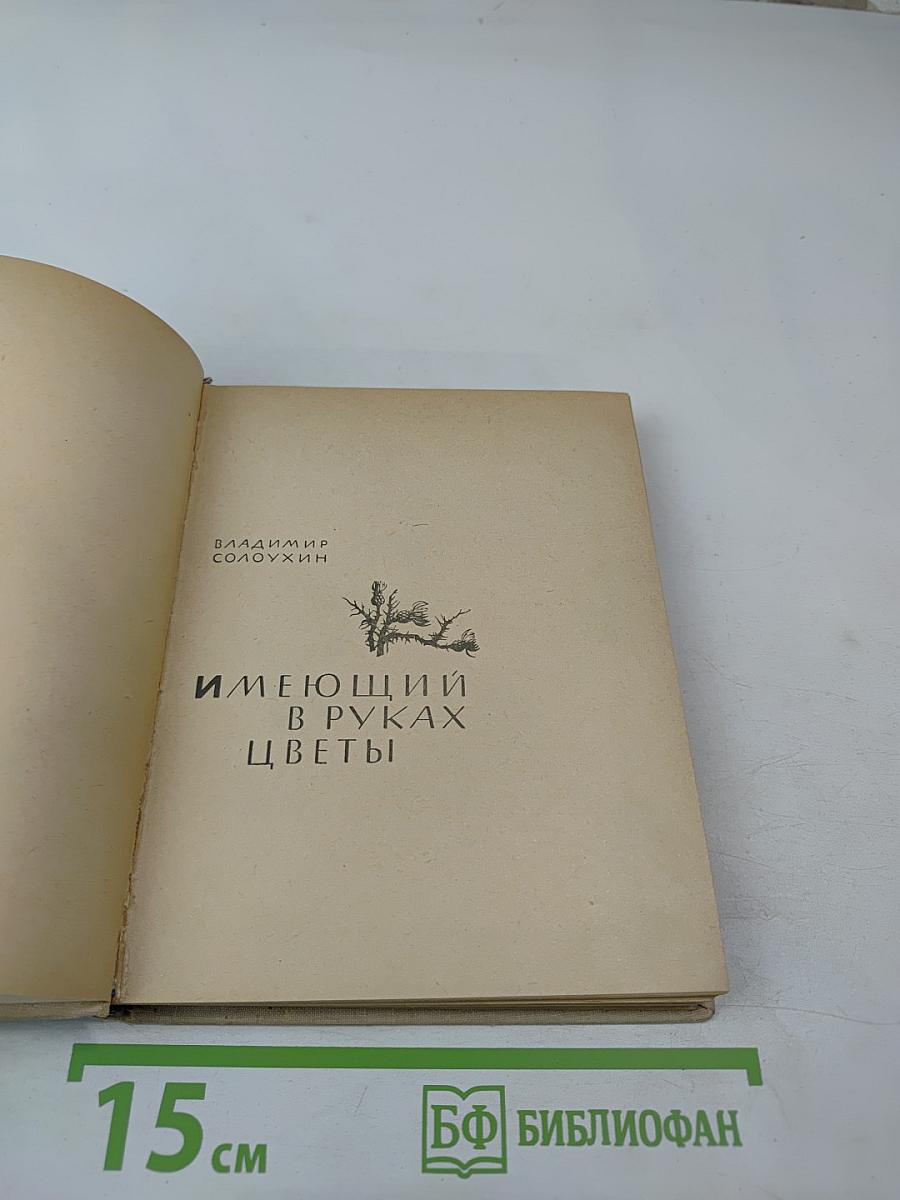 ВЛАДИМИР
СОЛОУХИН
ИМЕЮЩИЙ
В РУКАХ
ЦВЕТЫ
15 см
БФ БИБЛИОФАН